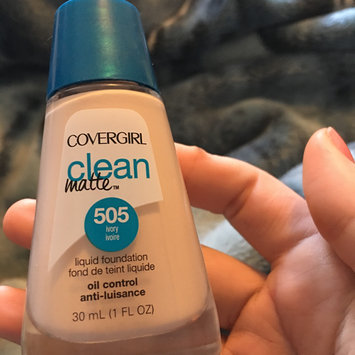 COVERGIRL
clean
matte™
505
ivory
ivoire
liquid foundation
fond de teint liquide
oil control
anti-luisance
30 mL (1 FL OZ)